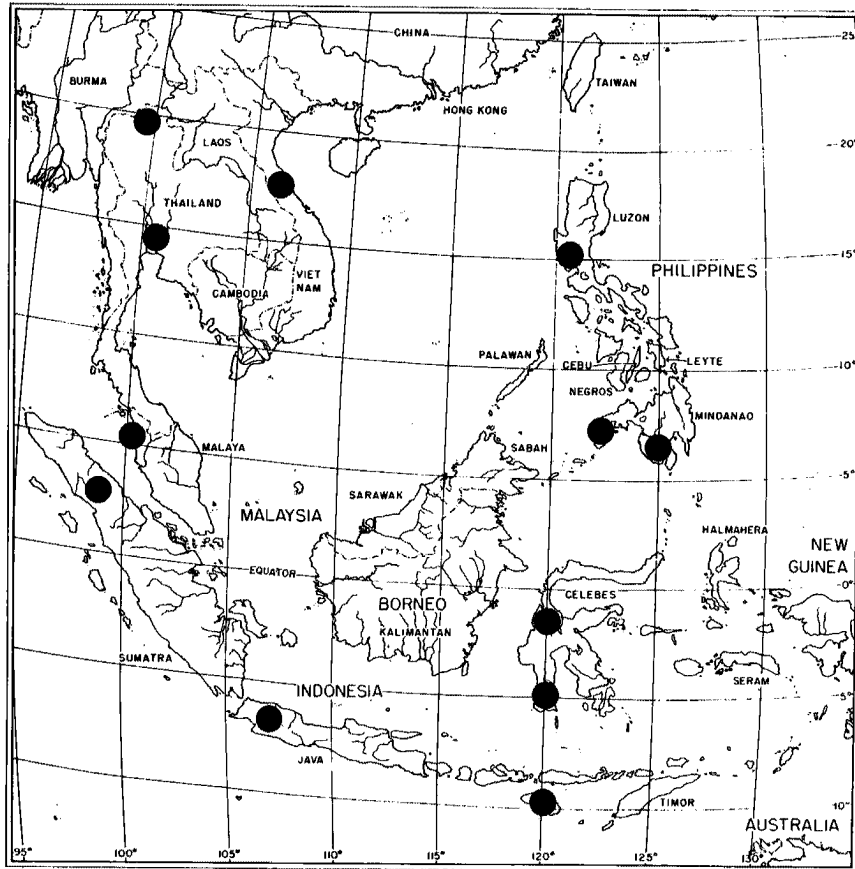 CHINA
25°
BURMA
TAIWAN
HONG KONG
LAOS
20°
THAILAND
LUZON
VIET
NAM
15°
PHILIPPINES
CAMBODIA
PALAWAN
CEBU
LEYTE
10°
NEGROS
MINDANAO
MALAYA
SABAH
5°
SARAWAK
MALAYSIA
HALMAHERA
NEW
GUINEA
EQUATOR
0°
CELEBES
BORNEO
KALIMANTAN
SUMATRA
SERAM
INDONESIA
5°
JAVA
TIMOR
10°
AUSTRALIA
95° 100° 105° 110° 115° 120° 125° 130°